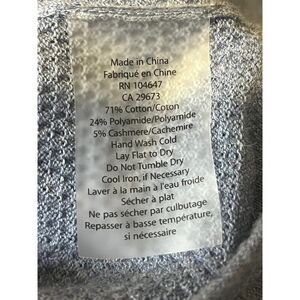 Made in China
Fabriqué en Chine
RN 104647
CA 29673
71% Cotton/Coton
24% Polyamide/Polyamide
5% Cashmere/Cachemire
Hand Wash Cold
Lay Flat to Dry
Do Not Tumble Dry
Cool Iron, if Necessary
Laver à la main à l'eau froide
Sécher à plat
Ne pas sécher par culbutage
Repasser à basse température,
si nécessaire